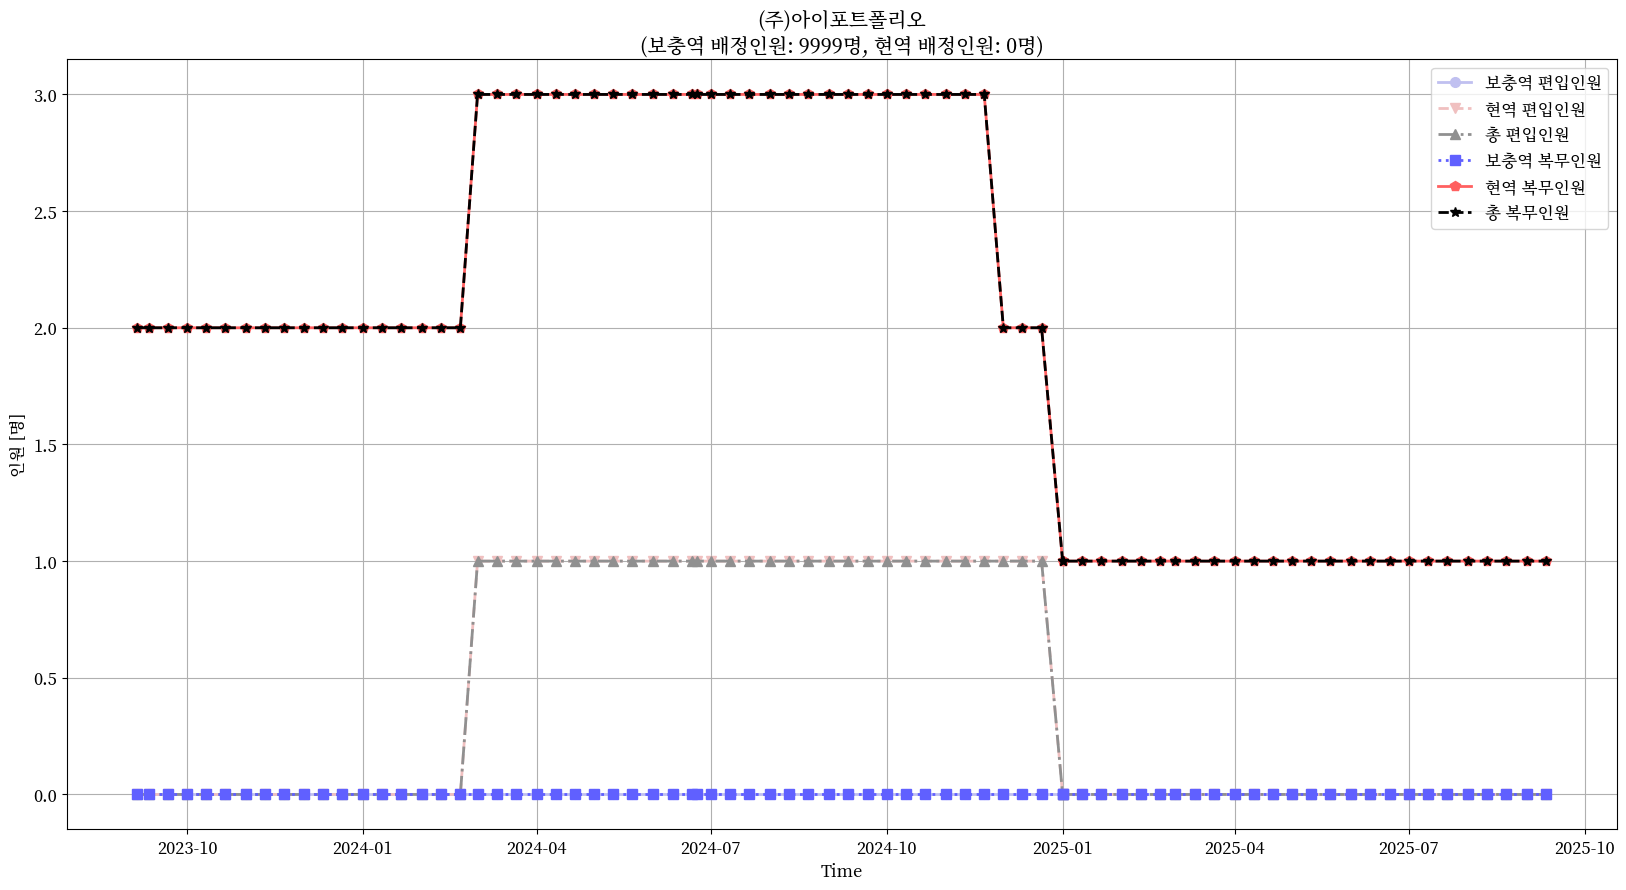 (주)아이포트폴리오
(보충역 배정인원: 9999명, 현역 배정인원: 0명)
보충역 편입인원
현역 편입인원
총 편입인원
보충역 복무인원
현역 복무인원
총 복무인원
3.0
2.5
2.0
1.5
1.0
0.5
0.0
인원 [명]
2023-10
2024-01
2024-04
2024-07
2024-10
2025-01
2025-04
2025-07
2025-10
Time